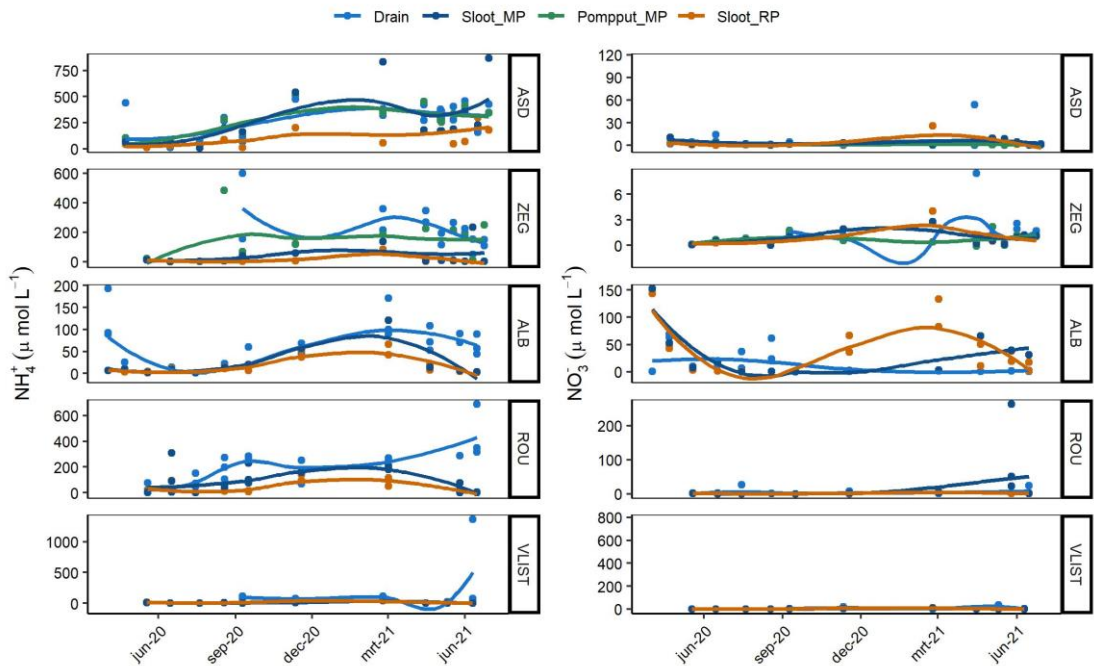 Drain Sloot_MP Pompput_MP Sloot_RP
NH₄⁺ (µ mol L⁻¹)
750
500
250
0
ASD
600
400
200
0
ZEG
200
150
100
50
0
ALB
600
400
200
0
ROU
1000
500
0
VLIST
jun-20 sep-20 dec-20 mrt-21 jun-21
NO₃⁻ (µ mol L⁻¹)
120
90
60
30
0
ASD
6
3
0
ZEG
150
100
50
0
ALB
200
100
0
ROU
800
600
400
200
0
VLIST
jun-20 sep-20 dec-20 mrt-21 jun-21